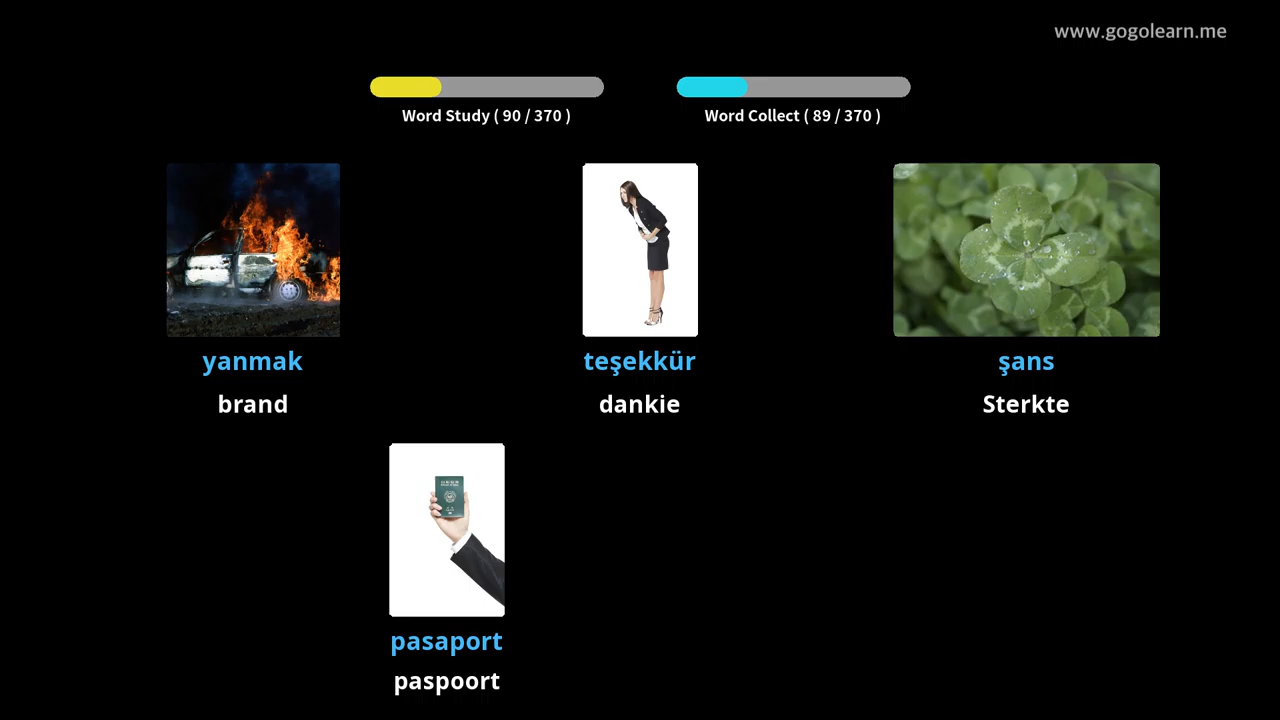 www.gogolearn.me
Word Study ( 90 / 370 )
Word Collect ( 89 / 370 )
yanmak
teşekkür
şans
brand
dankie
Sterkte
pasaport
paspoort